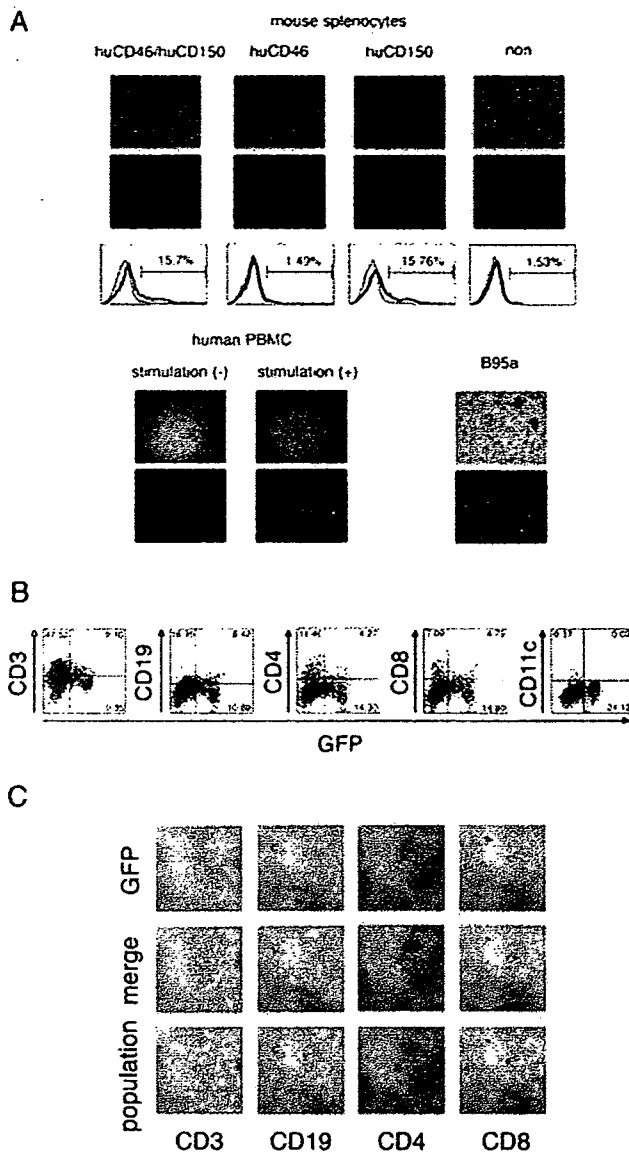 A
mouse splenocytes
huCD46/huCD150 huCD46 huCD150 non
15.7% 1.49% 15.76% 1.53%
human PBMC
stimulation (-) stimulation (+) B95a
B
CD3 CD19 CD4 CD8 CD11c
GFP
C
GFP
merge
population
CD3 CD19 CD4 CD8